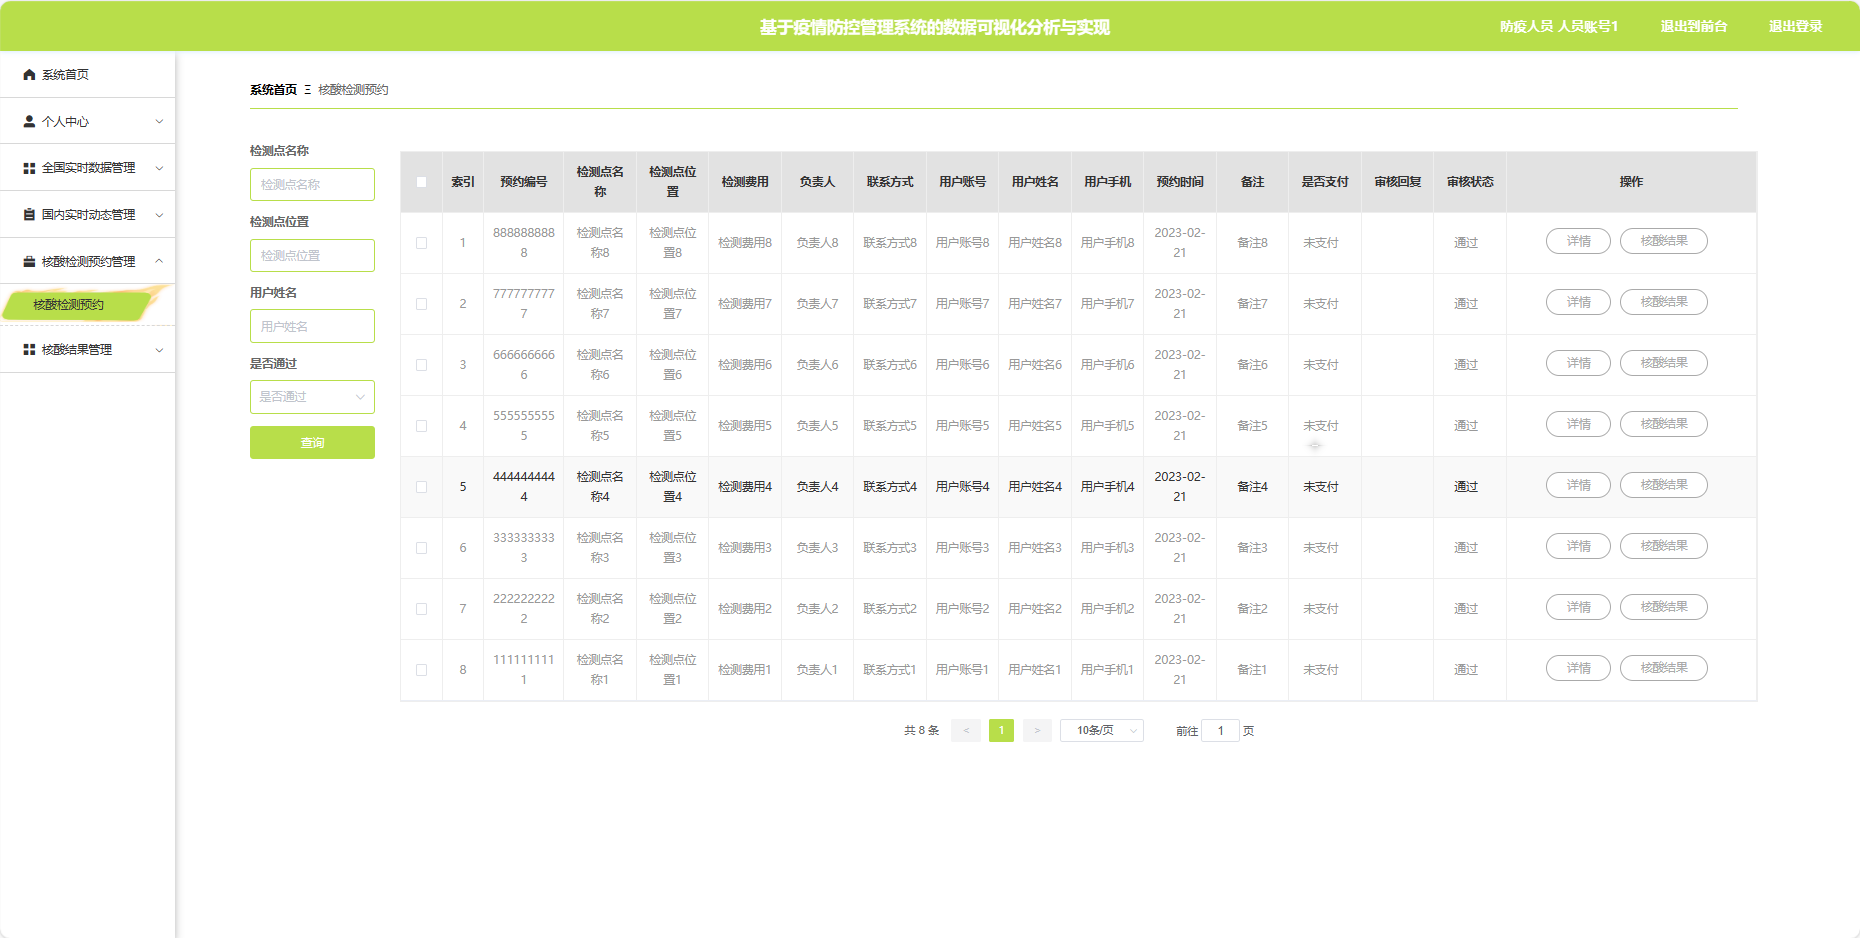 基于疫情防控管理系统的数据可视化分析与实现
防疫人员 人员账号1 退出到前台 退出登录
系统首页
个人中心
全国实时数据管理
国内实时动态管理
核酸检测预约管理
核酸检测预约
核酸结果管理
系统首页 Ξ 核酸检测预约
检测点名称
检测点名称
检测点位置
检测点位置
用户姓名
用户姓名
是否通过
是否通过
查询
索引 预约编号 检测点名称 检测点位置 检测费用 负责人 联系方式 用户账号 用户姓名 用户手机 预约时间 备注 是否支付 审核回复 审核状态 操作
1 8888888888 检测点名称8 检测点位置8 检测费用8 负责人8 联系方式8 用户账号8 用户姓名8 用户手机8 2023-02-21 备注8 未支付 通过 详情 核酸结果
2 7777777777 检测点名称7 检测点位置7 检测费用7 负责人7 联系方式7 用户账号7 用户姓名7 用户手机7 2023-02-21 备注7 未支付 通过 详情 核酸结果
3 6666666666 检测点名称6 检测点位置6 检测费用6 负责人6 联系方式6 用户账号6 用户姓名6 用户手机6 2023-02-21 备注6 未支付 通过 详情 核酸结果
4 5555555555 检测点名称5 检测点位置5 检测费用5 负责人5 联系方式5 用户账号5 用户姓名5 用户手机5 2023-02-21 备注5 未支付 通过 详情 核酸结果
5 4444444444 检测点名称4 检测点位置4 检测费用4 负责人4 联系方式4 用户账号4 用户姓名4 用户手机4 2023-02-21 备注4 未支付 通过 详情 核酸结果
6 3333333333 检测点名称3 检测点位置3 检测费用3 负责人3 联系方式3 用户账号3 用户姓名3 用户手机3 2023-02-21 备注3 未支付 通过 详情 核酸结果
7 2222222222 检测点名称2 检测点位置2 检测费用2 负责人2 联系方式2 用户账号2 用户姓名2 用户手机2 2023-02-21 备注2 未支付 通过 详情 核酸结果
8 1111111111 检测点名称1 检测点位置1 检测费用1 负责人1 联系方式1 用户账号1 用户姓名1 用户手机1 2023-02-21 备注1 未支付 通过 详情 核酸结果
共 8 条 < 1 > 10条/页 前往 1 页